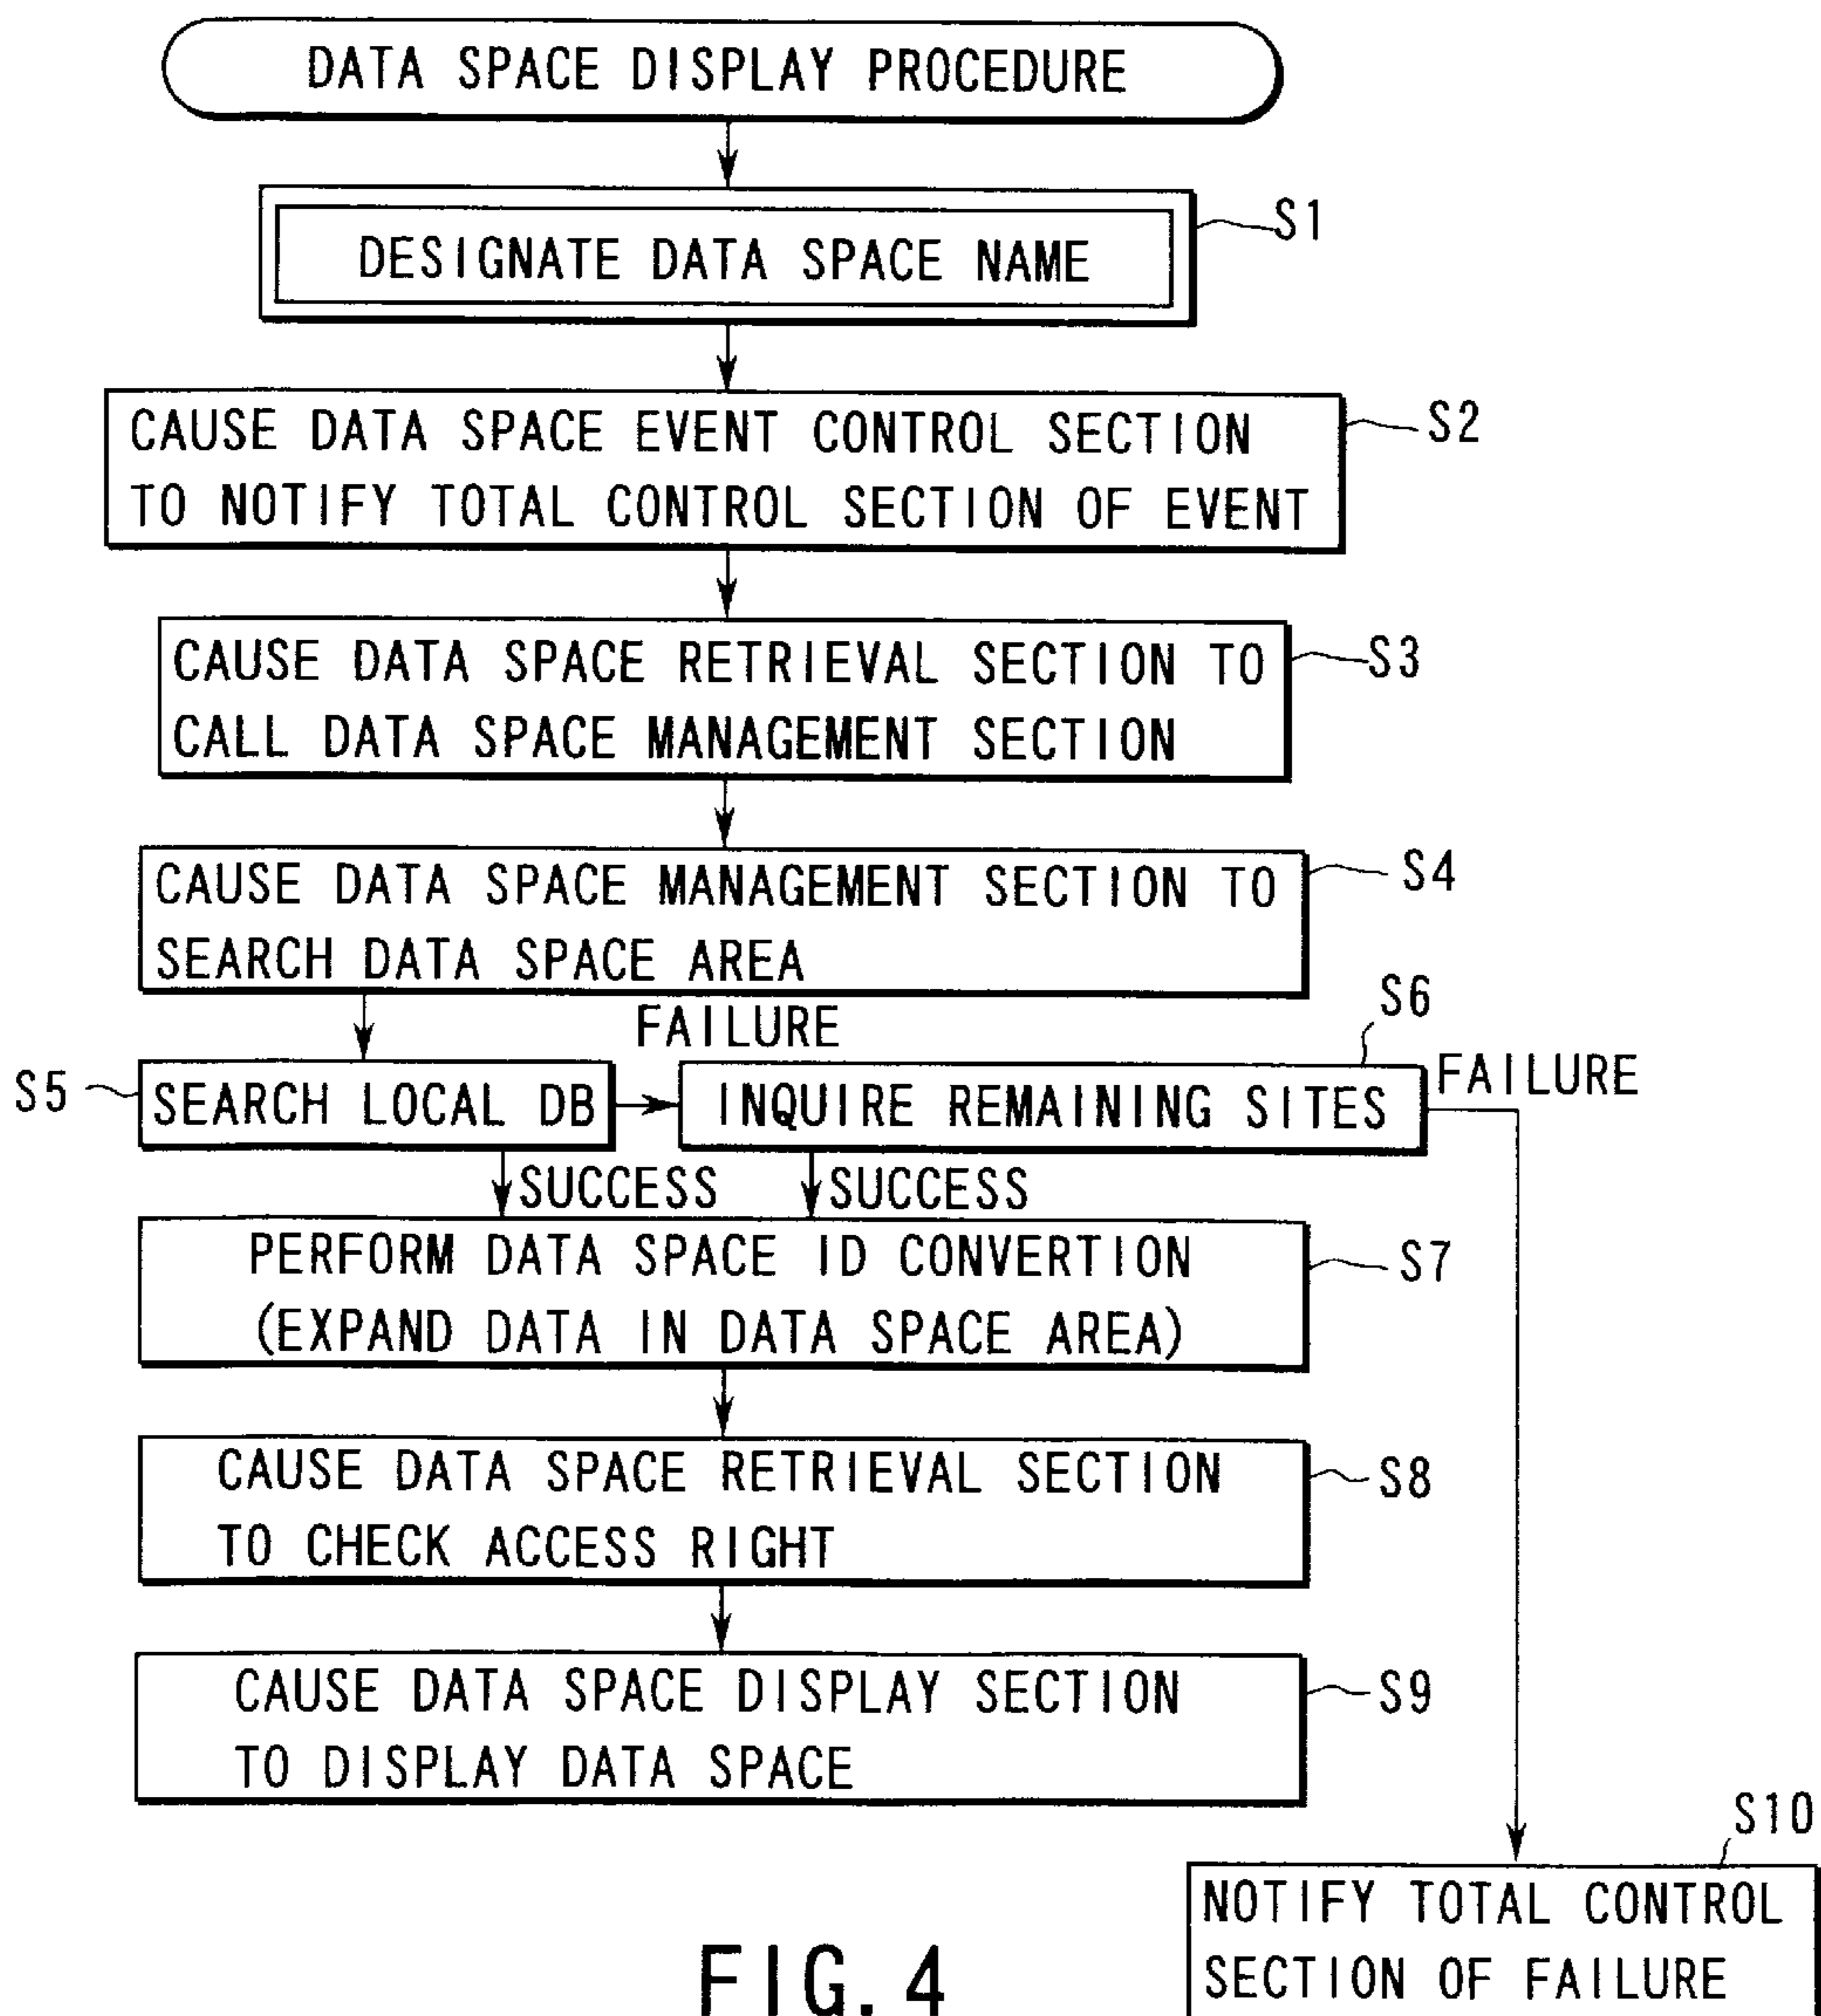 DATA SPACE DISPLAY PROCEDURE
DESIGNATE DATA SPACE NAME
S1
CAUSE DATA SPACE EVENT CONTROL SECTION
TO NOTIFY TOTAL CONTROL SECTION OF EVENT
S2
CAUSE DATA SPACE RETRIEVAL SECTION TO
CALL DATA SPACE MANAGEMENT SECTION
S3
CAUSE DATA SPACE MANAGEMENT SECTION TO
SEARCH DATA SPACE AREA
S4
FAILURE
S6
S5
SEARCH LOCAL DB
INQUIRE REMAINING SITES
FAILURE
SUCCESS
SUCCESS
PERFORM DATA SPACE ID CONVERTION
(EXPAND DATA IN DATA SPACE AREA)
S7
CAUSE DATA SPACE RETRIEVAL SECTION
TO CHECK ACCESS RIGHT
S8
CAUSE DATA SPACE DISPLAY SECTION
TO DISPLAY DATA SPACE
S9
S10
NOTIFY TOTAL CONTROL
SECTION OF FAILURE
FIG. 4